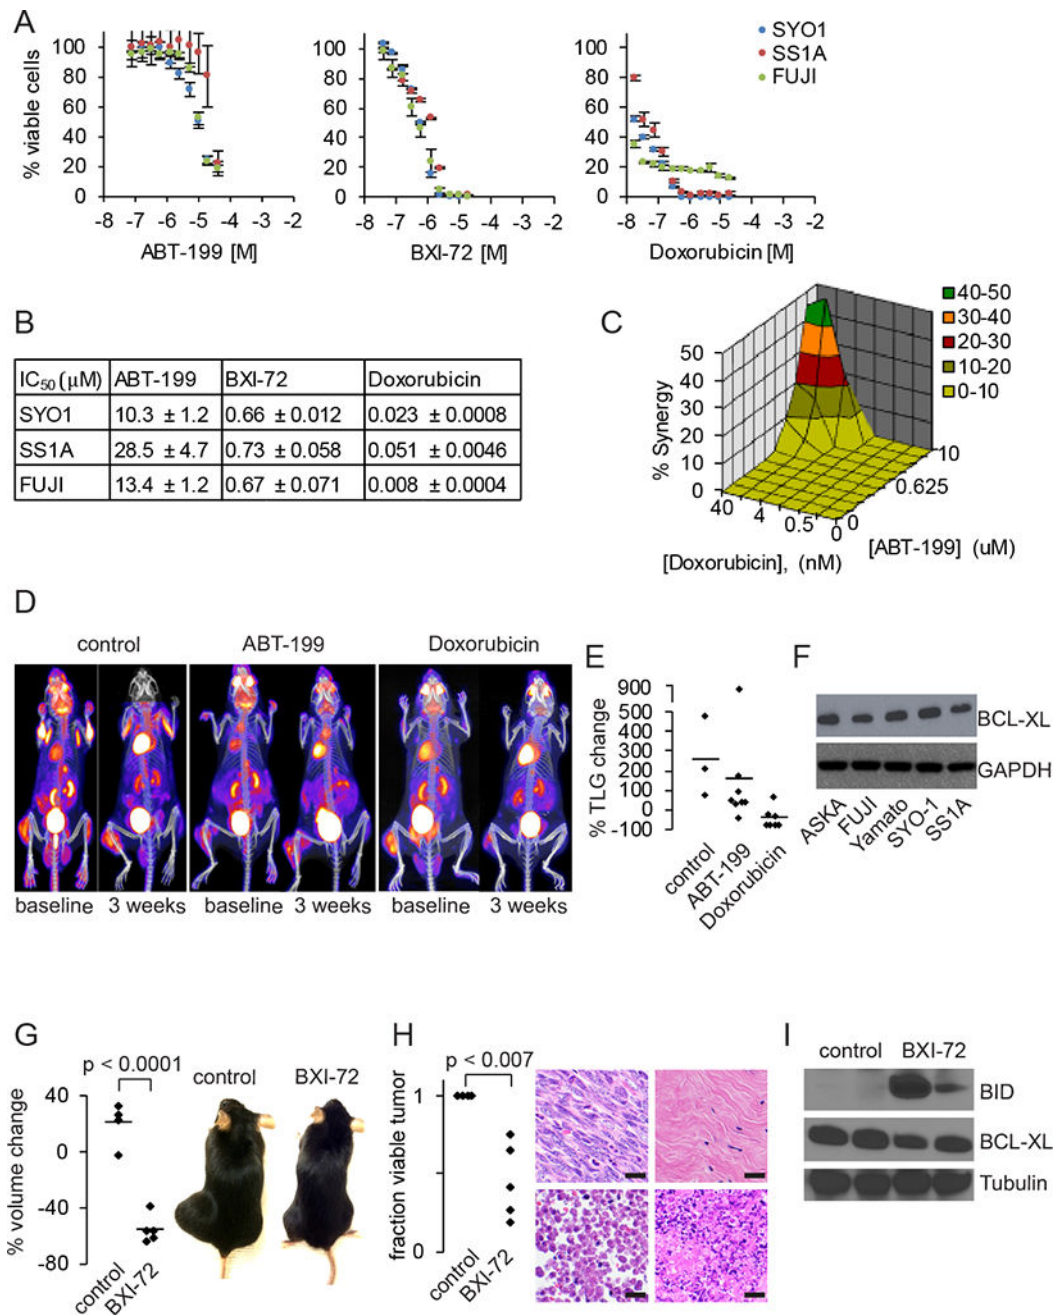 A
SYO1
SS1A
FUJI
% viable cells
100
80
60
40
20
0
-8 -7 -6 -5 -4 -3 -2
ABT-199 [M]
100
80
60
40
20
0
-8 -7 -6 -5 -4 -3 -2
BXI-72 [M]
100
80
60
40
20
0
-8 -7 -6 -5 -4 -3 -2
Doxorubicin [M]
B
IC50 (μM) ABT-199 BXI-72 Doxorubicin
SYO1 10.3 ± 1.2 0.66 ± 0.012 0.023 ± 0.0008
SS1A 28.5 ± 4.7 0.73 ± 0.058 0.051 ± 0.0046
FUJI 13.4 ± 1.2 0.67 ± 0.071 0.008 ± 0.0004
C
40-50
30-40
20-30
10-20
0-10
% Synergy
50
40
30
20
10
0
40 4 0.5 0
0 0.625 10
[Doxorubicin], (nM)
[ABT-199] (uM)
D
control ABT-199 Doxorubicin
baseline 3 weeks baseline 3 weeks baseline 3 weeks
E
% TLG change
900
500
400
300
200
100
0
-100
control
ABT-199
Doxorubicin
F
BCL-XL
GAPDH
ASKA
FUJI
Yamato
SYO-1
SS1A
G
p < 0.0001
% volume change
40
0
-40
-80
control
BXI-72
control BXI-72
H
p < 0.007
fraction viable tumor
1
0
control
BXI-72
I
control BXI-72
BID
BCL-XL
Tubulin